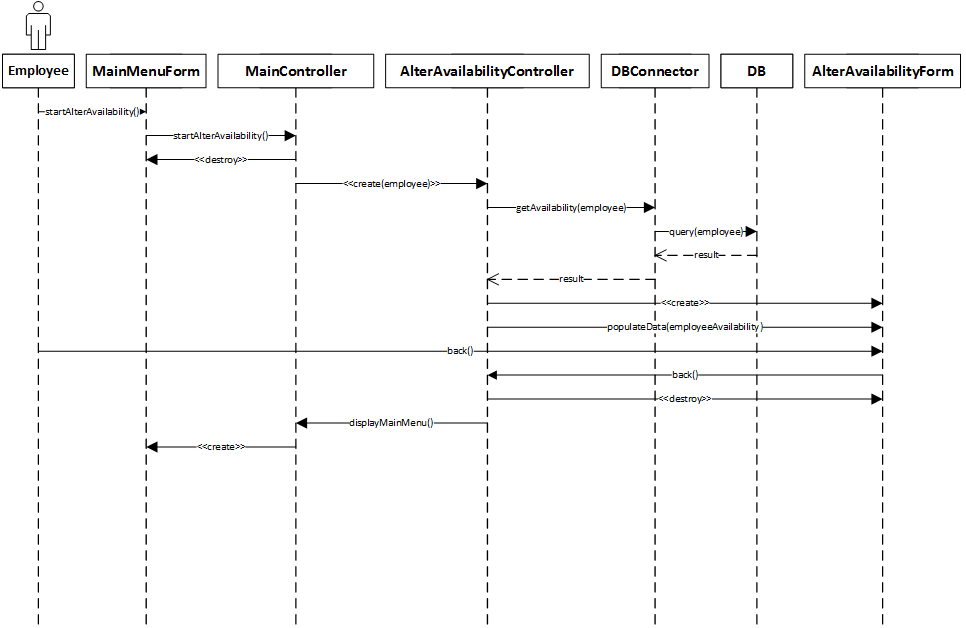 Employee
MainMenuForm
MainController
AlterAvailabilityController
DBConnector
DB
AlterAvailabilityForm
startAlterAvailability()
startAlterAvailability()
<<destroy>>
<<create(employee)>>
getAvailability(employee)
query(employee)
result
result
<<create>>
populateData(employeeAvailability)
back()
back()
<<destroy>>
displayMainMenu()
<<create>>